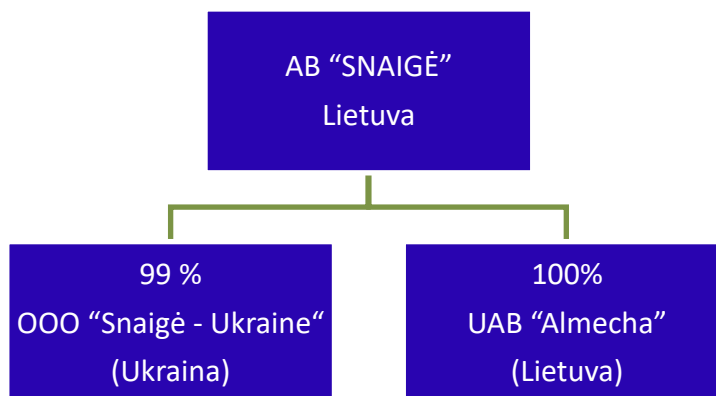 AB “SNAIGĖ”
Lietuva
99 %
OOO “Snaigė - Ukraine“
(Ukraina)
100%
UAB “Almecha”
(Lietuva)